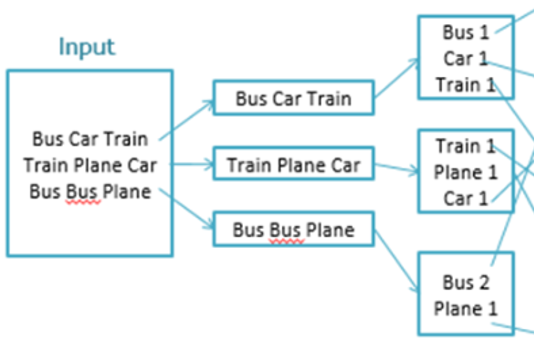 Input
Bus Car Train
Train Plane Car
Bus Bus Plane
Bus Car Train
Train Plane Car
Bus Bus Plane
Bus 1
Car 1
Train 1
Train 1
Plane 1
Car 1
Bus 2
Plane 1